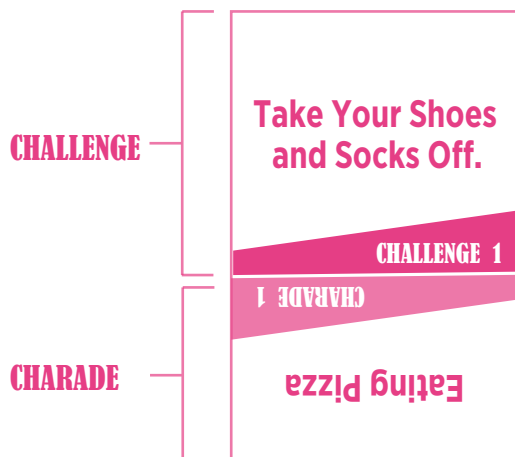 CHALLENGE
Take Your Shoes
and Socks Off.
CHALLENGE 1
CHARADE 1
CHARADE
Eating Pizza